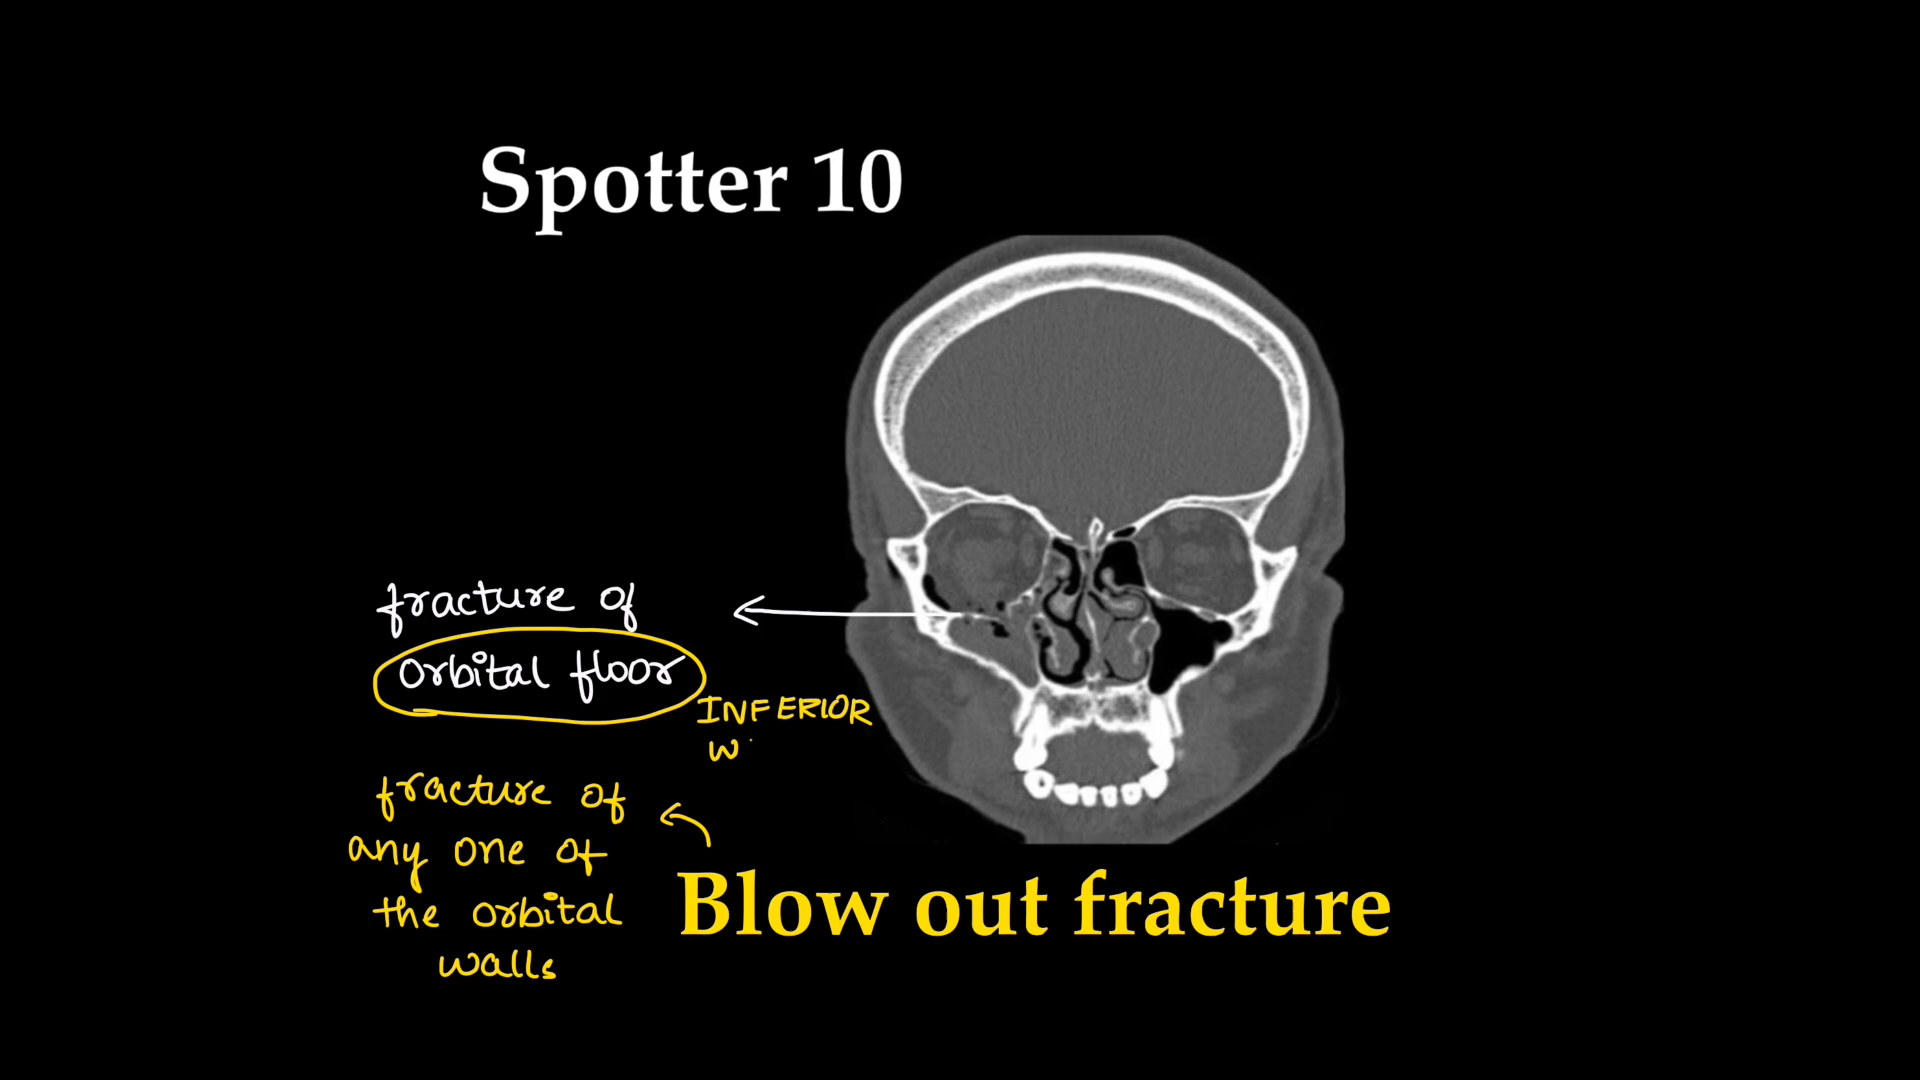 Spotter 10
fracture of
orbital floor
INFERIOR
W
fracture of
any one of
the orbital
walls
Blow out fracture